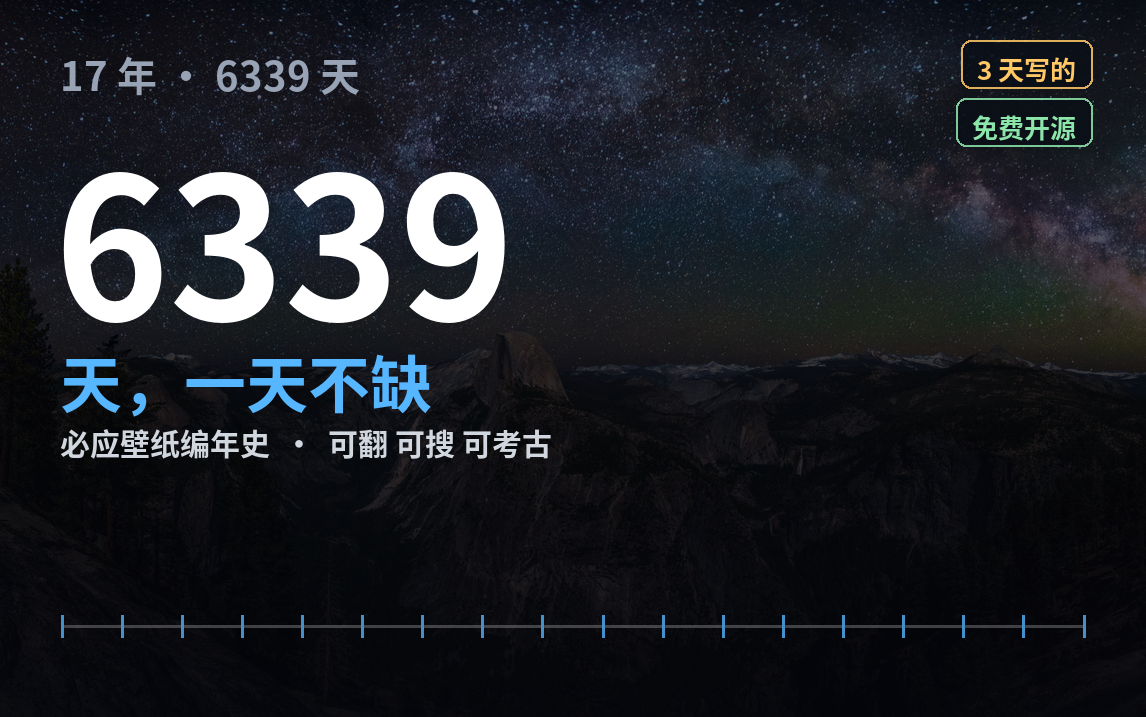 17 年 · 6339 天
3 天写的
免费开源
6339
天，一天不缺
必应壁纸编年史 · 可翻 可搜 可考古